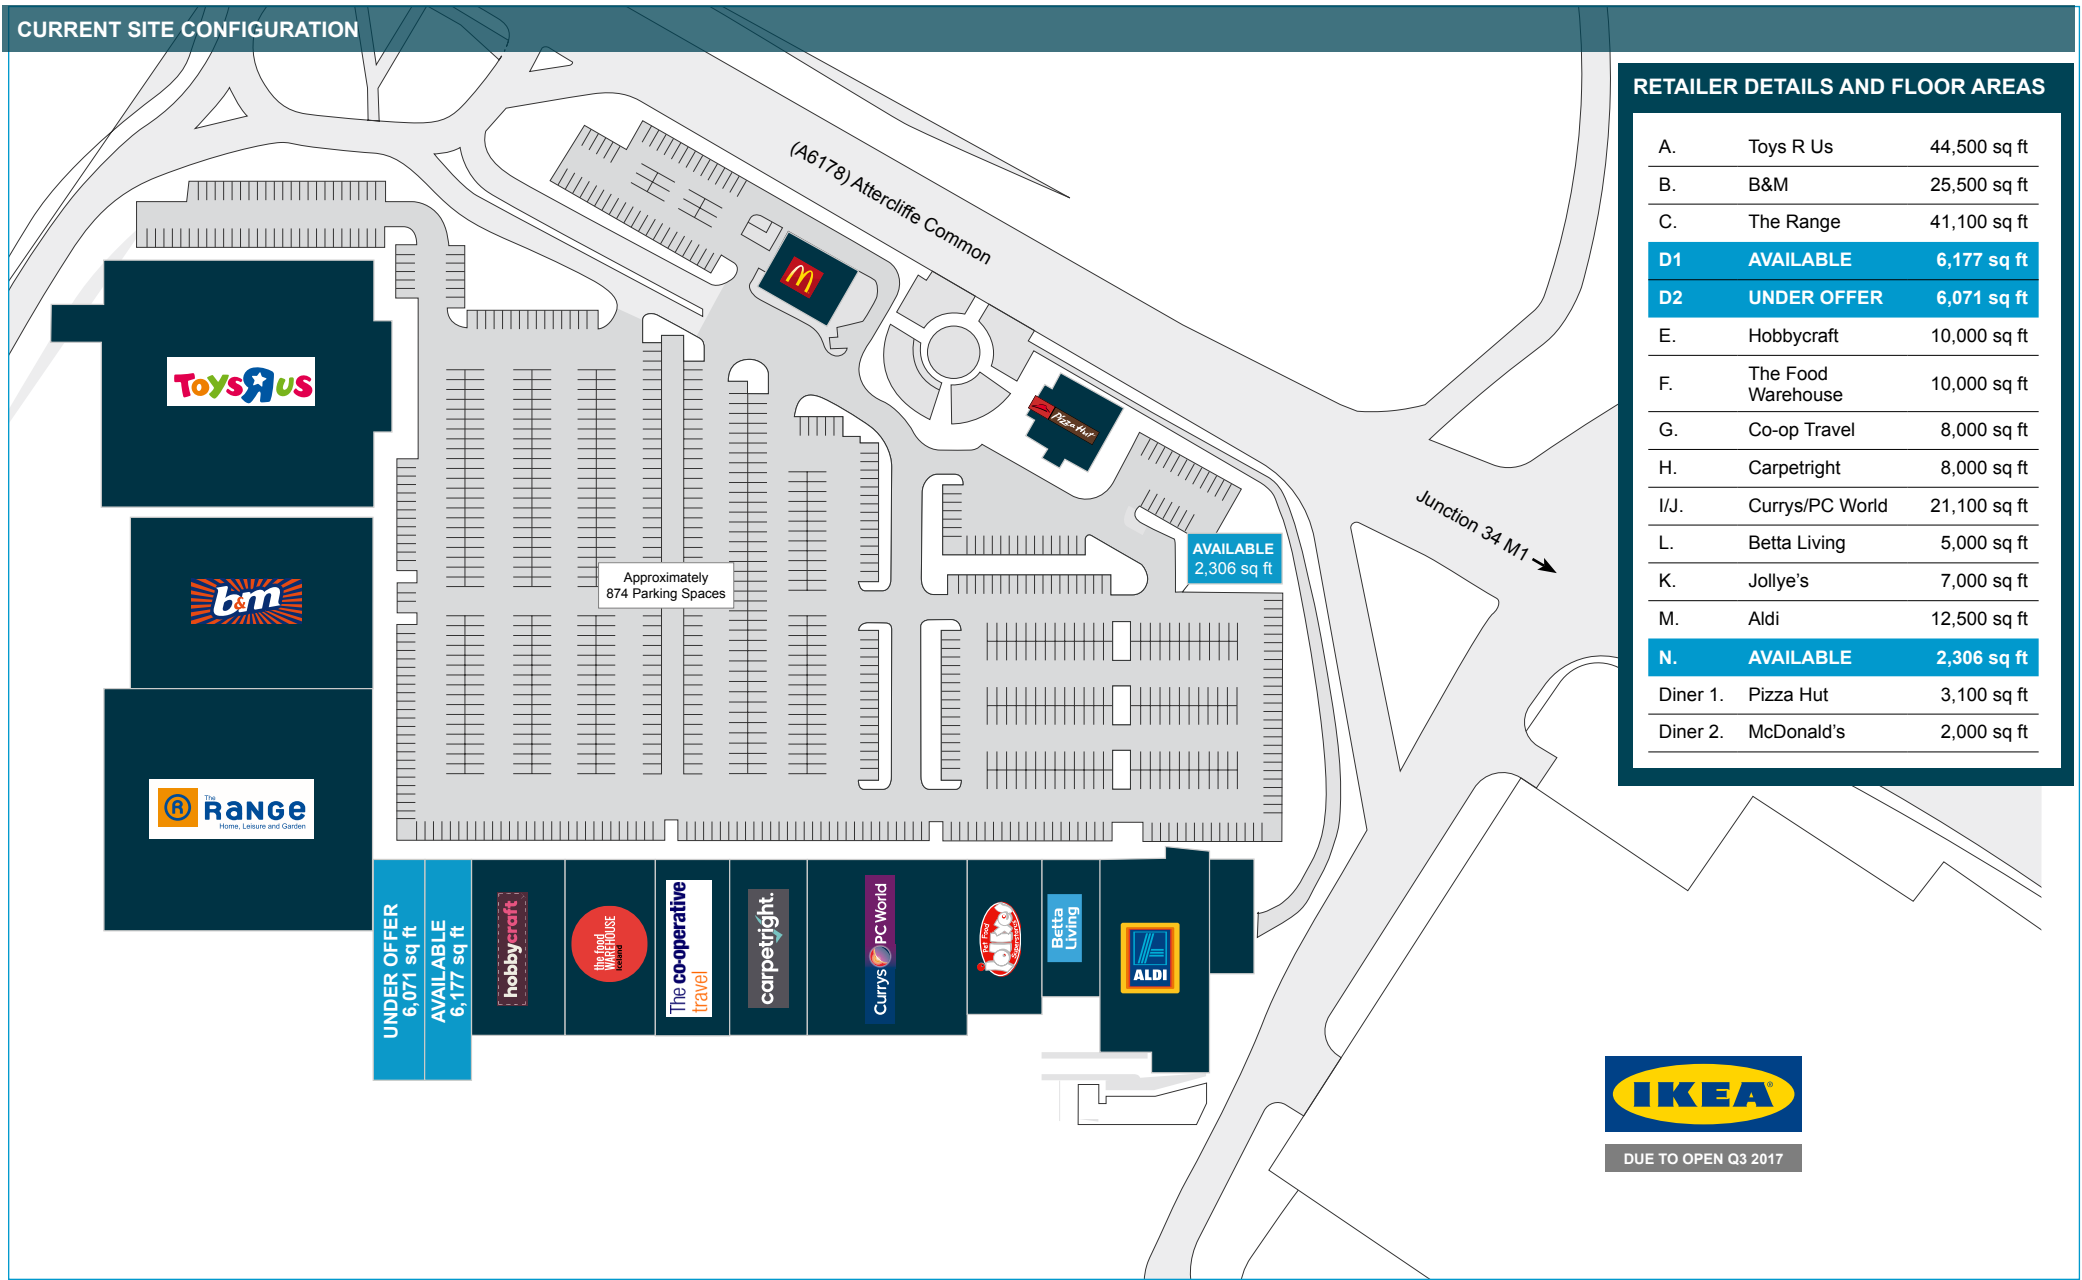 CURRENT SITE CONFIGURATION
RETAILER DETAILS AND FLOOR AREAS
A. Toys R Us 44,500 sq ft
B. B&M 25,500 sq ft
C. The Range 41,100 sq ft
D1 AVAILABLE 6,177 sq ft
D2 UNDER OFFER 6,071 sq ft
E. Hobbycraft 10,000 sq ft
F. The Food
Warehouse 10,000 sq ft
G. Co-op Travel 8,000 sq ft
H. Carpetright 8,000 sq ft
I/J. Currys/PC World 21,100 sq ft
L. Betta Living 5,000 sq ft
K. Jollye's 7,000 sq ft
M. Aldi 12,500 sq ft
N. AVAILABLE 2,306 sq ft
Diner 1. Pizza Hut 3,100 sq ft
Diner 2. McDonald's 2,000 sq ft
(A6178) Attercliffe Common
Junction 34 M1
Pizza Hut
AVAILABLE
2,306 sq ft
Approximately
874 Parking Spaces
TOYS R US
b&m
The
RANGE
Home, Leisure and Garden
UNDER OFFER
6,071 sq ft
AVAILABLE
6,177 sq ft
hobbycraft
the food
WAREHOUSE
Iceland
The co-operative
travel
carpetright.
Currys PC World
Pet Food
Jollyes
Superstores
Betta
Living
ALDI
IKEA®
DUE TO OPEN Q3 2017